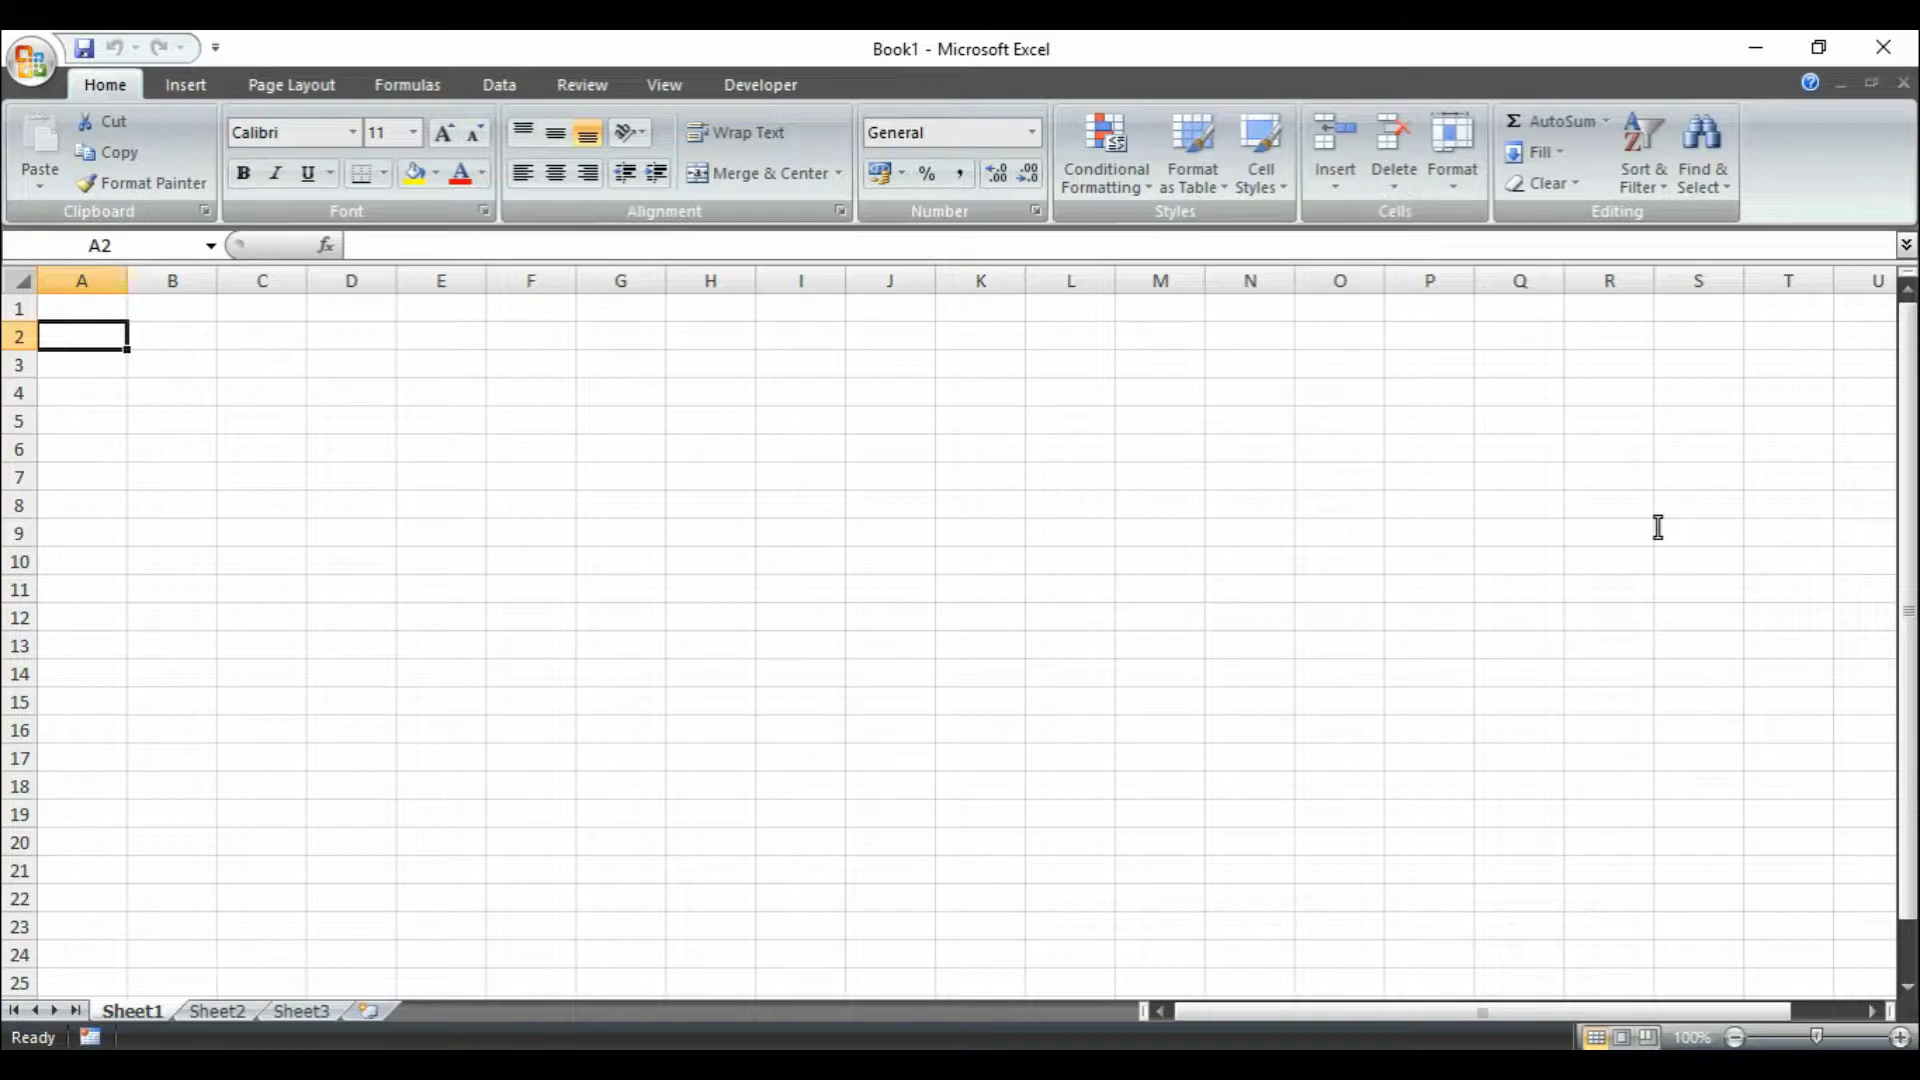 Book1 - Microsoft Excel
Home Insert Page Layout Formulas Data Review View Developer
Cut
Copy
Format Painter
Paste
Clipboard
Calibri 11
B I U
Font
Wrap Text
Merge & Center
Alignment
General
% ,
Number
Conditional Formatting
Format as Table
Cell Styles
Styles
Insert Delete Format
Cells
Σ AutoSum
Fill
Clear
Sort & Filter
Find & Select
Editing
A2 fx
A B C D E F G H I J K L M N O P Q R S T U
1
2
3
4
5
6
7
8
9
10
11
12
13
14
15
16
17
18
19
20
21
22
23
24
25
Sheet1 Sheet2 Sheet3
Ready 100%